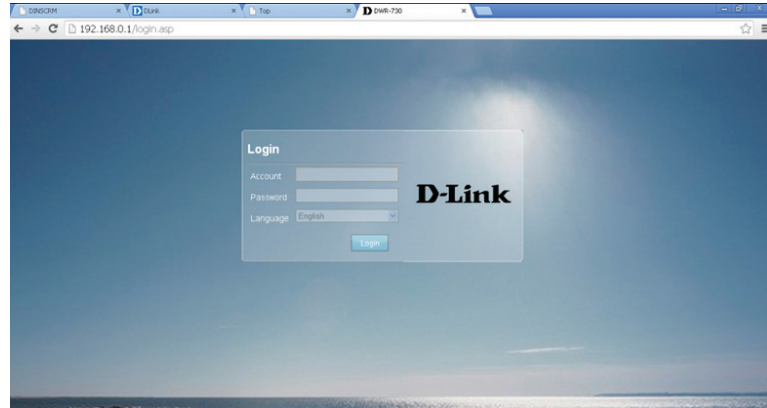 DINSCRM
DLink
Top
DWR-730
192.168.0.1/login.asp
Login
Account
Password
Language English
D-Link
Login